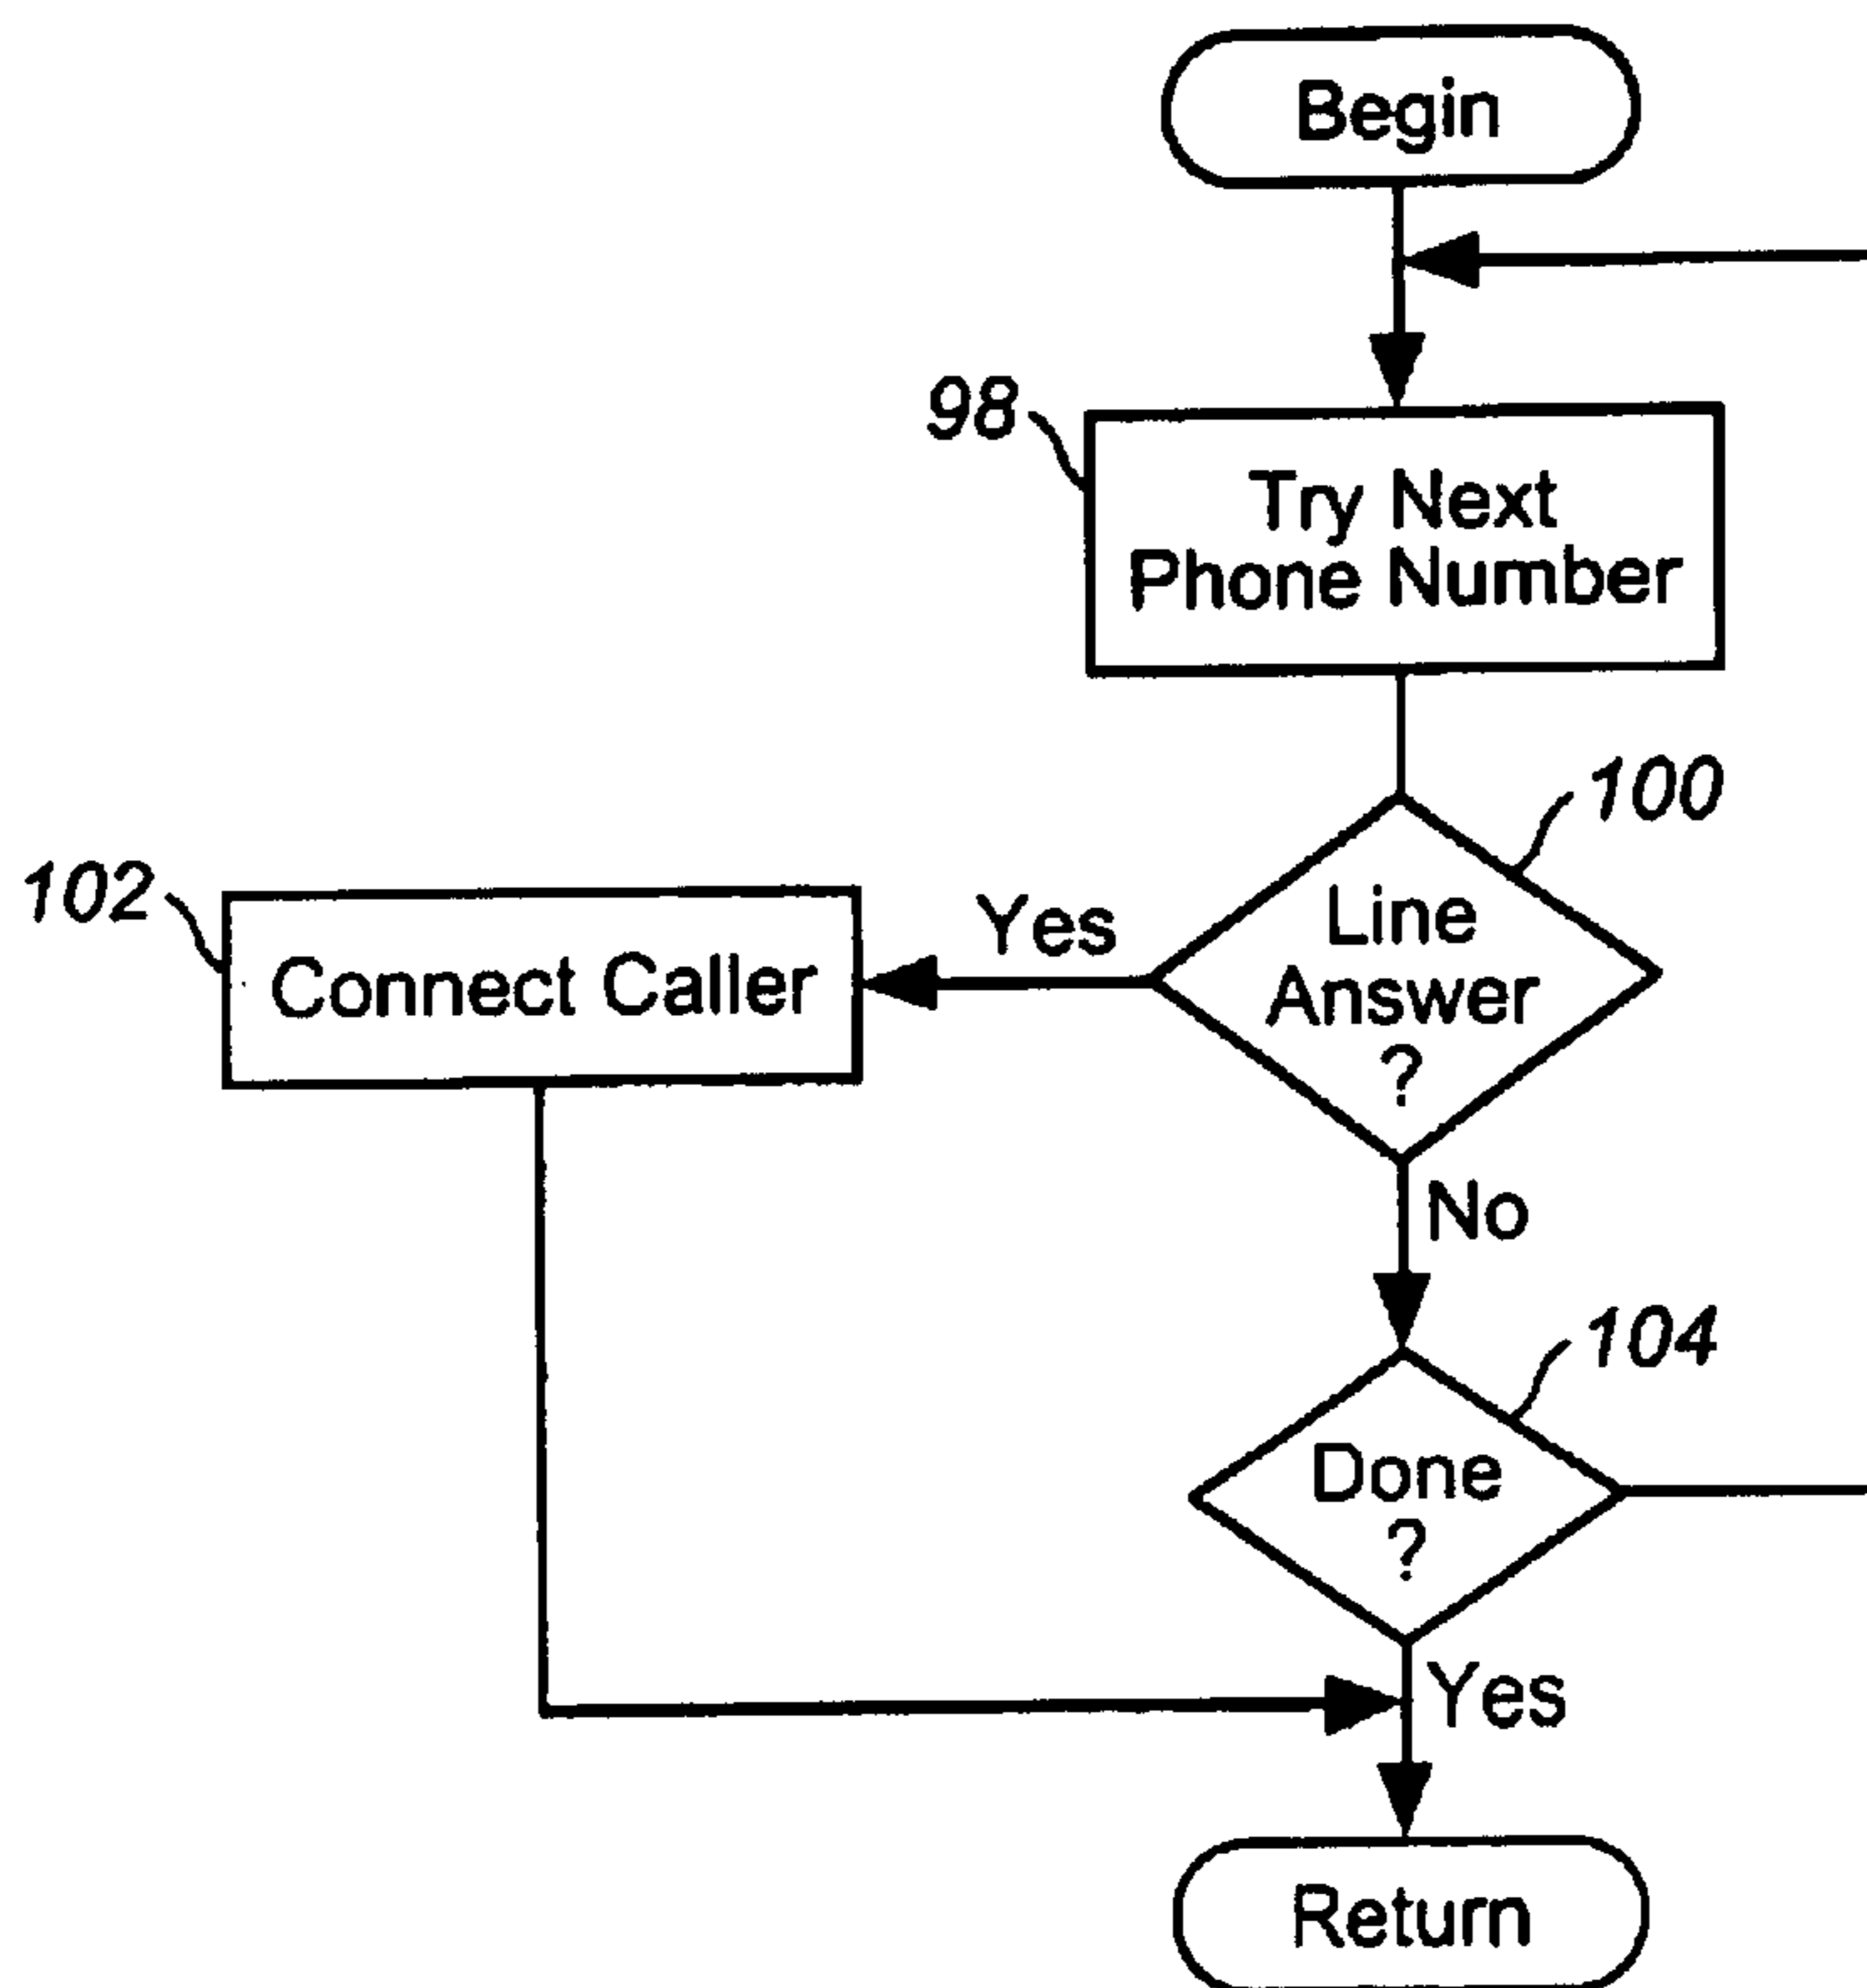 Begin
98
Try Next
Phone Number
100
Line
Answer
?
Yes
102
Connect Caller
No
104
Done
?
Yes
Return